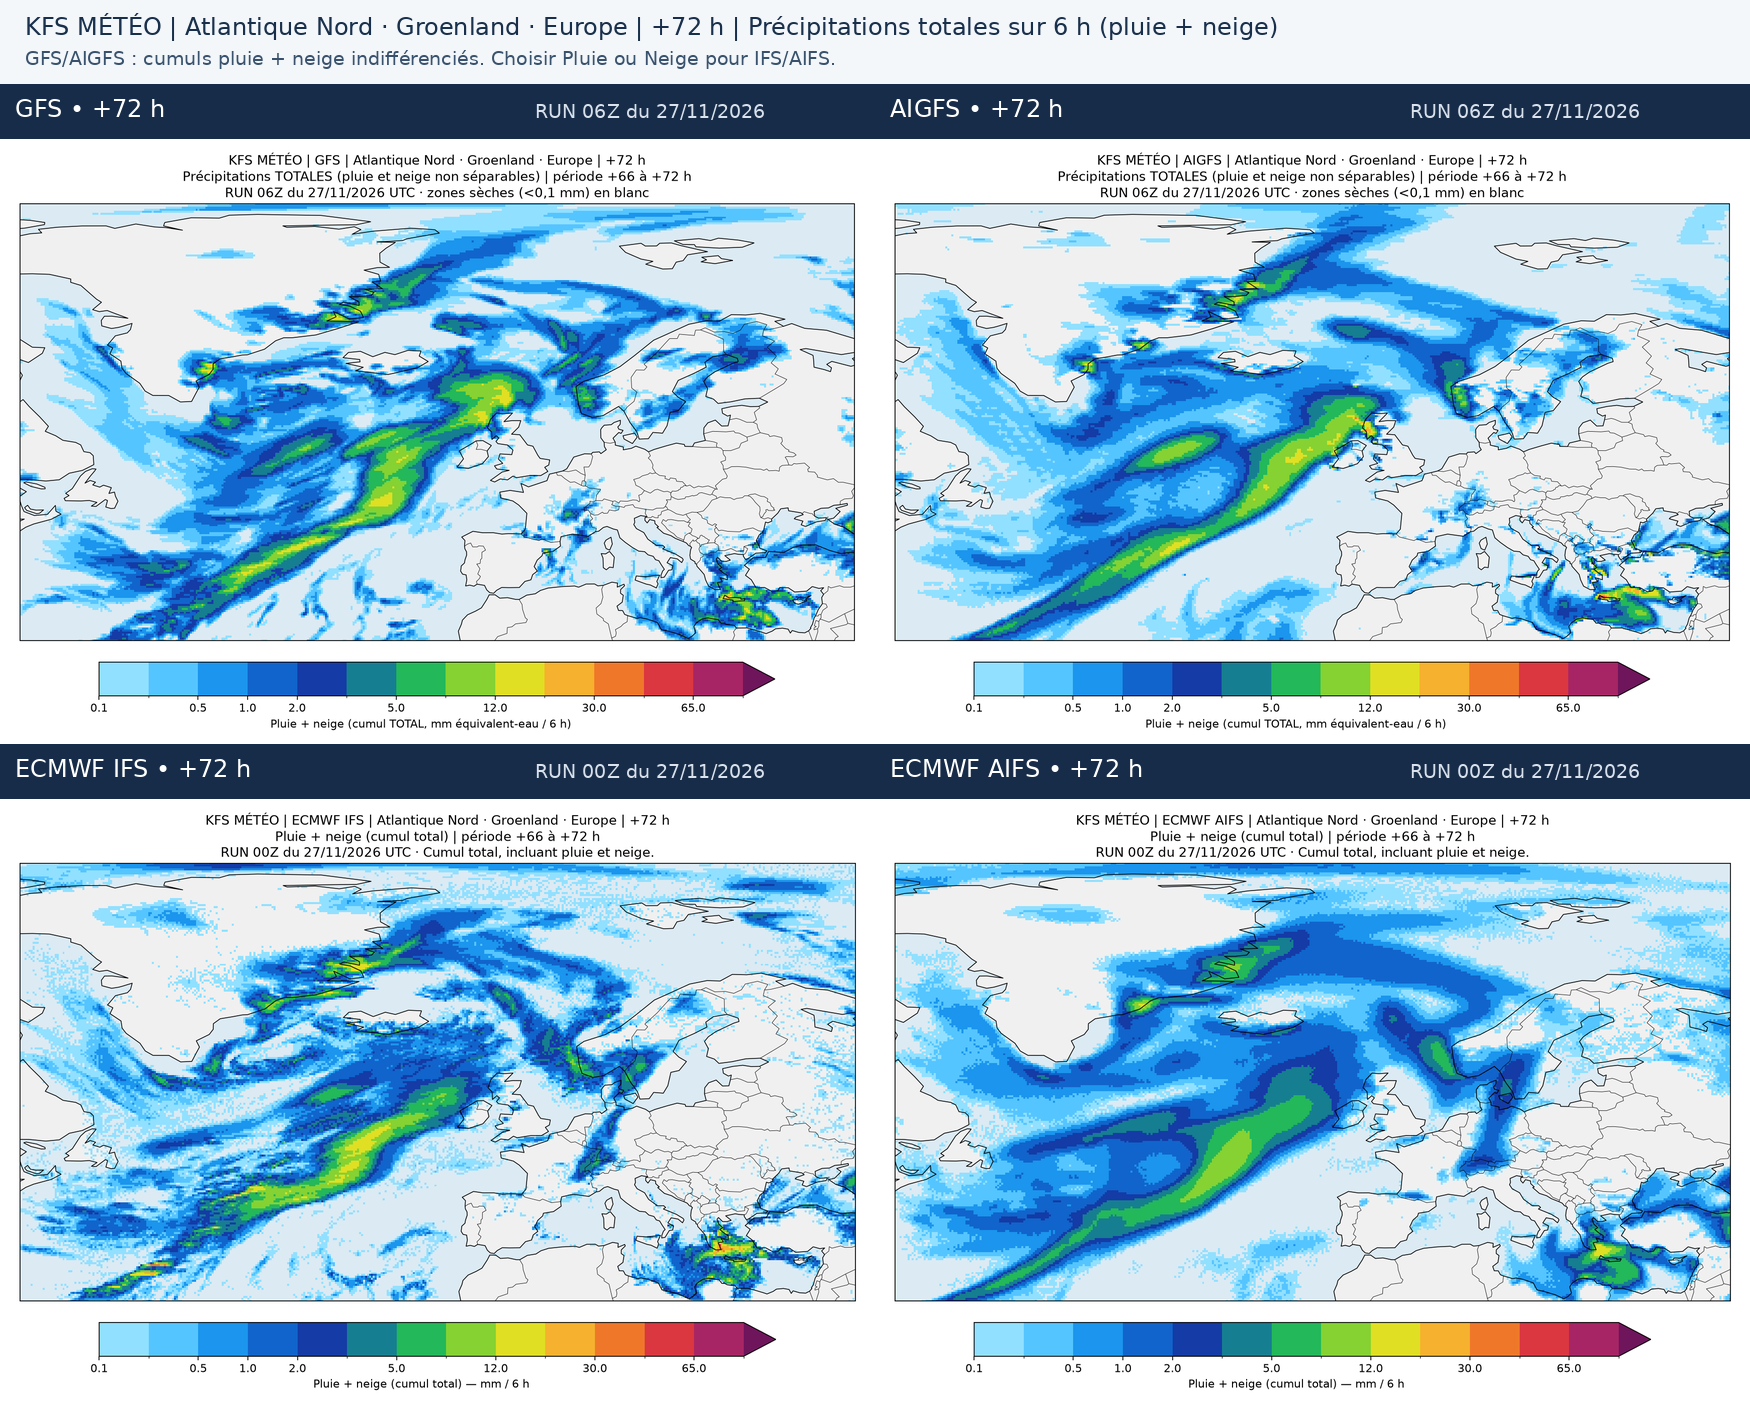 KFS MÉTÉO | Atlantique Nord · Groenland · Europe | +72 h | Précipitations totales sur 6 h (pluie + neige)
GFS/AIGFS : cumuls pluie + neige indifférenciés. Choisir Pluie ou Neige pour IFS/AIFS.
GFS • +72 h
RUN 06Z du 27/11/2026
AIGFS • +72 h
RUN 06Z du 27/11/2026
KFS MÉTÉO | GFS | Atlantique Nord · Groenland · Europe | +72 h
Précipitations TOTALES (pluie et neige non séparables) | période +66 à +72 h
RUN 06Z du 27/11/2026 UTC · zones sèches (<0,1 mm) en blanc
KFS MÉTÉO | AIGFS | Atlantique Nord · Groenland · Europe | +72 h
Précipitations TOTALES (pluie et neige non séparables) | période +66 à +72 h
RUN 06Z du 27/11/2026 UTC · zones sèches (<0,1 mm) en blanc
0.1 0.5 1.0 2.0 5.0 12.0 30.0 65.0
Pluie + neige (cumul TOTAL, mm équivalent-eau / 6 h)
0.1 0.5 1.0 2.0 5.0 12.0 30.0 65.0
Pluie + neige (cumul TOTAL, mm équivalent-eau / 6 h)
ECMWF IFS • +72 h
RUN 00Z du 27/11/2026
ECMWF AIFS • +72 h
RUN 00Z du 27/11/2026
KFS MÉTÉO | ECMWF IFS | Atlantique Nord · Groenland · Europe | +72 h
Pluie + neige (cumul total) | période +66 à +72 h
RUN 00Z du 27/11/2026 UTC · Cumul total, incluant pluie et neige.
KFS MÉTÉO | ECMWF AIFS | Atlantique Nord · Groenland · Europe | +72 h
Pluie + neige (cumul total) | période +66 à +72 h
RUN 00Z du 27/11/2026 UTC · Cumul total, incluant pluie et neige.
0.1 0.5 1.0 2.0 5.0 12.0 30.0 65.0
Pluie + neige (cumul total) — mm / 6 h
0.1 0.5 1.0 2.0 5.0 12.0 30.0 65.0
Pluie + neige (cumul total) — mm / 6 h